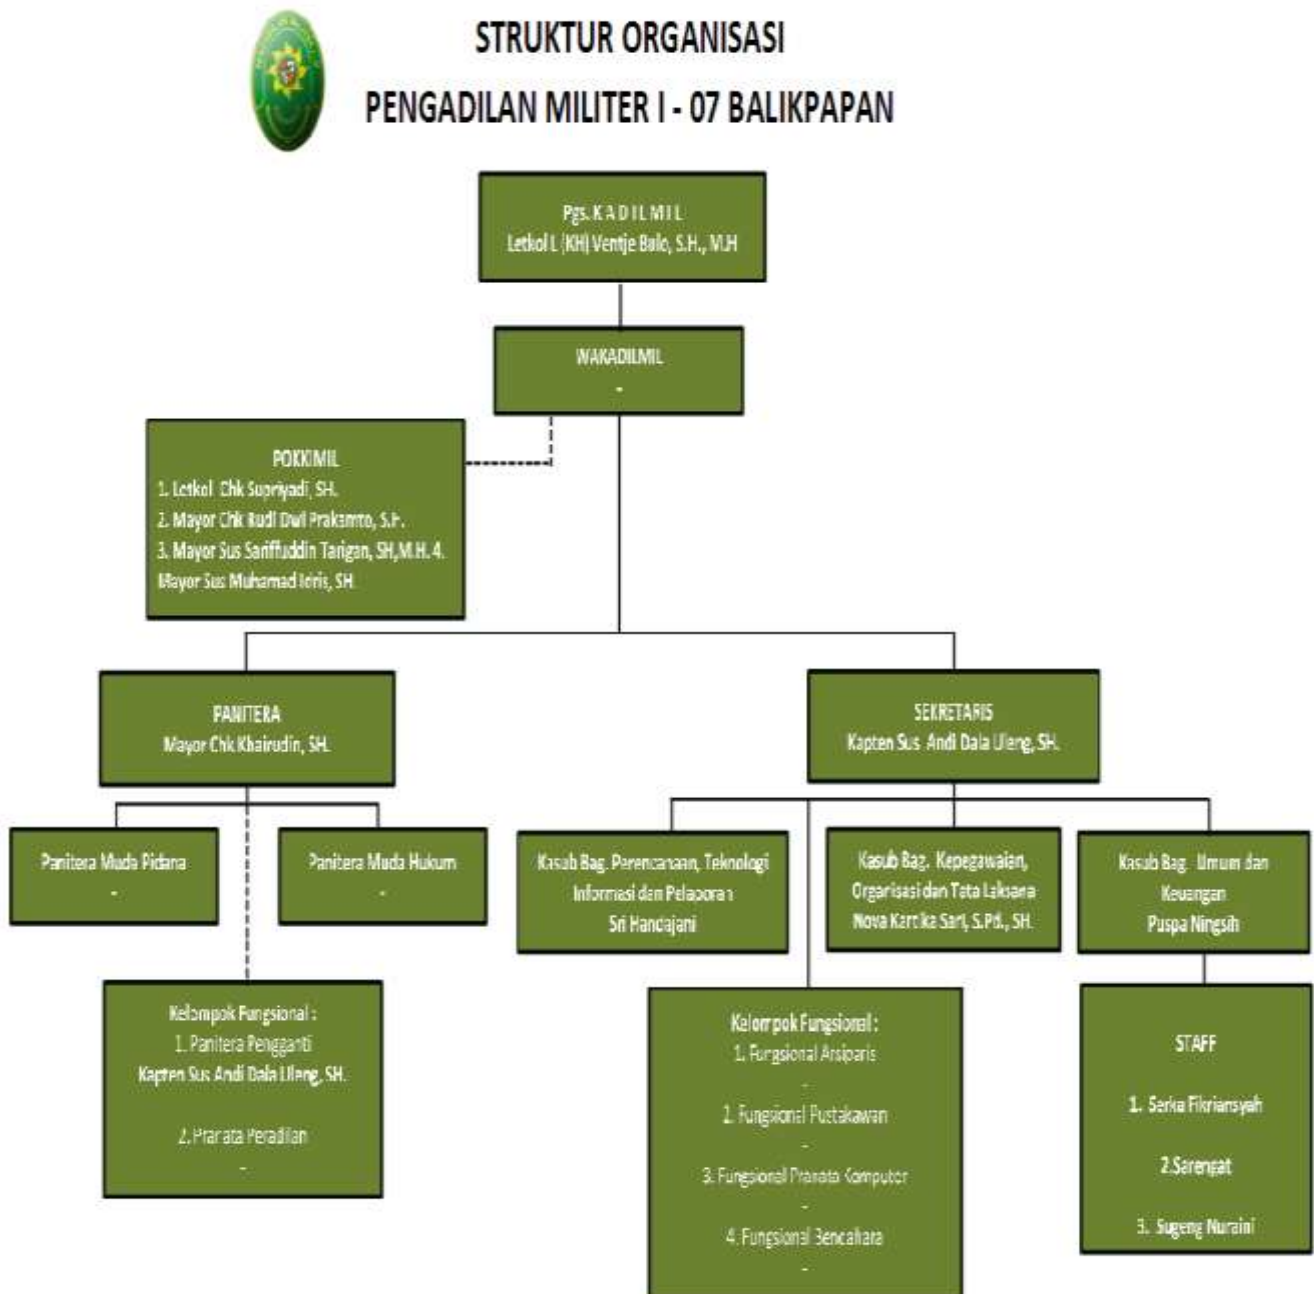 STRUKTUR ORGANISASI
PENGADILAN MILITER I - 07 BALIKPAPAN
Pgs. K A D I L M I L
Letkol L (KH) Ventje Bulo, S.H., M.H
WAKADILMIL
-
POKKIMIL
1. Letkol Chk Supriyadi, SH.
2. Mayor Chk Rudi Dwi Prakamto, S.H.
3. Mayor Sus Sariffuddin Tarigan, SH,M.H. 4.
Mayor Sus Muhamad Idris, SH
PANITERA
Mayor Chk Khairudin, SH.
SEKRETARIS
Kapten Sus Andi Dala Uleng, SH.
Panitera Muda Pidana
-
Panitera Muda Hukum
-
Kasub Bag. Perencanaan, Teknologi
Informasi dan Pelaporan
Sri Handajani
Kasub Bag. Kepegawaian,
Organisasi dan Tata Laksana
Nova Kartika Sari, S.Pd., SH.
Kasub Bag. Umum dan
Keuangan
Puspa Ningsih
Kelompok Fungsional :
1. Panitera Pengganti
Kapten Sus Andi Dala Uleng, SH.
2. Pranata Peradilan
-
Kelompok Fungsional :
1. Fungsional Arsiparis
-
2. Fungsional Pustakawan
-
3. Fungsional Pranata Komputer
-
4. Fungsional Bendahara
-
STAFF
1. Serka Fikriansyah
2.Sarengat
3. Sugeng Nuraini